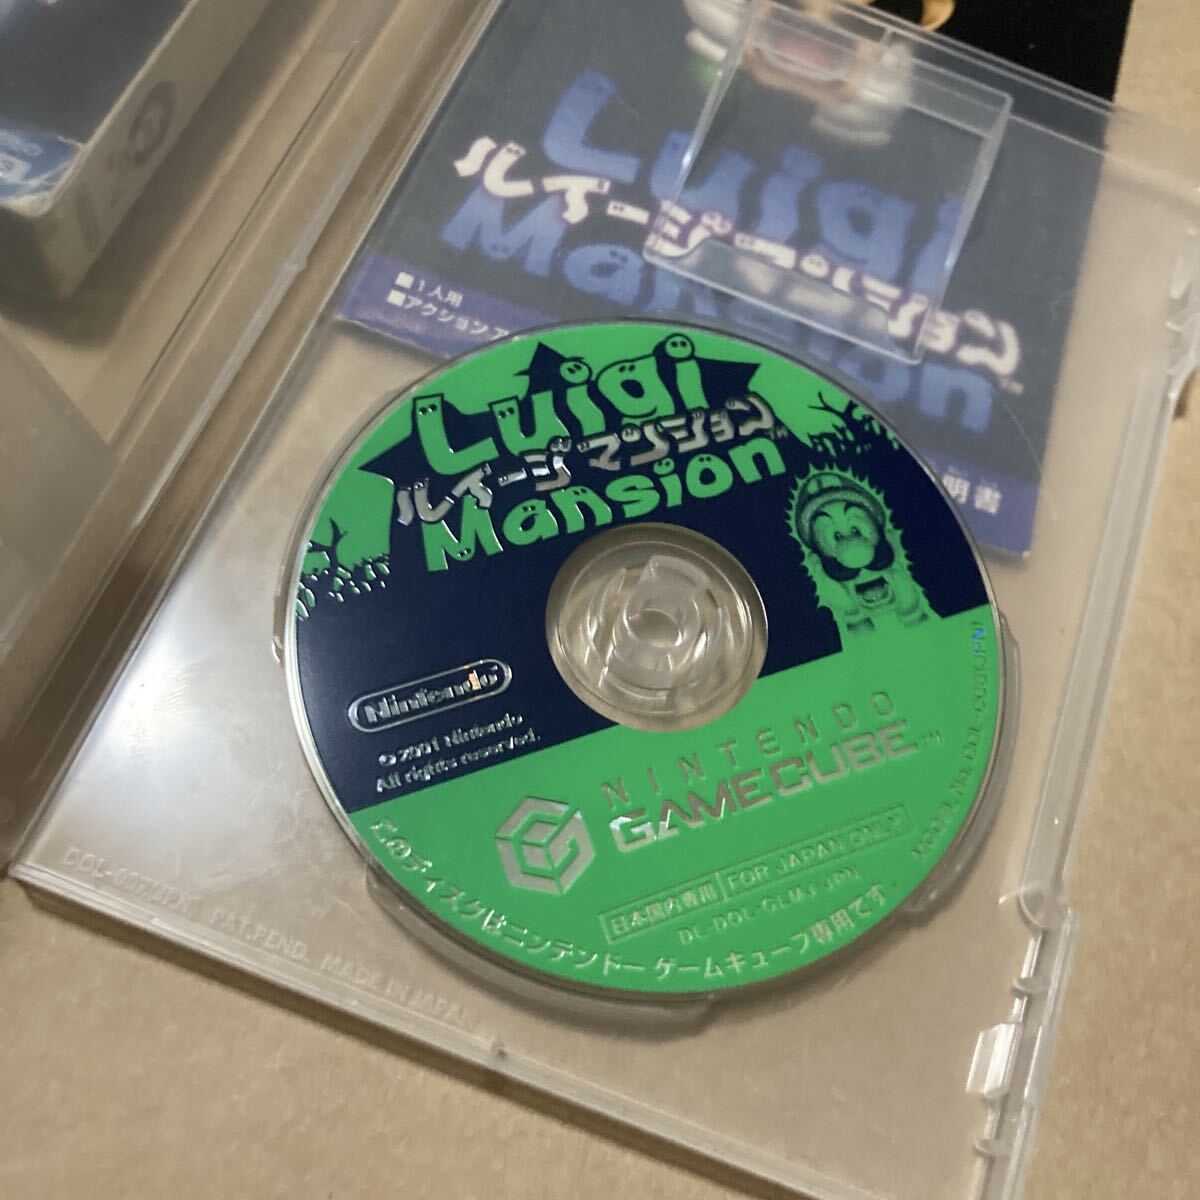 Luigi
ルイージマンション
Mansion
■1人用
■アクションア
明書
Luigi
ルイージマンション™
Mansion
Nintendo
©2001 Nintendo
All rights reserved.
NINTENDO
GAMECUBE™
日本国内専用 FOR JAPAN ONLY
DL-DOL-GLMJ-JPN
このディスクはニンテンドーゲームキューブ専用です。
MODEL No. DOL-006(JPN)
PAT.PEND. MADE IN JAPAN